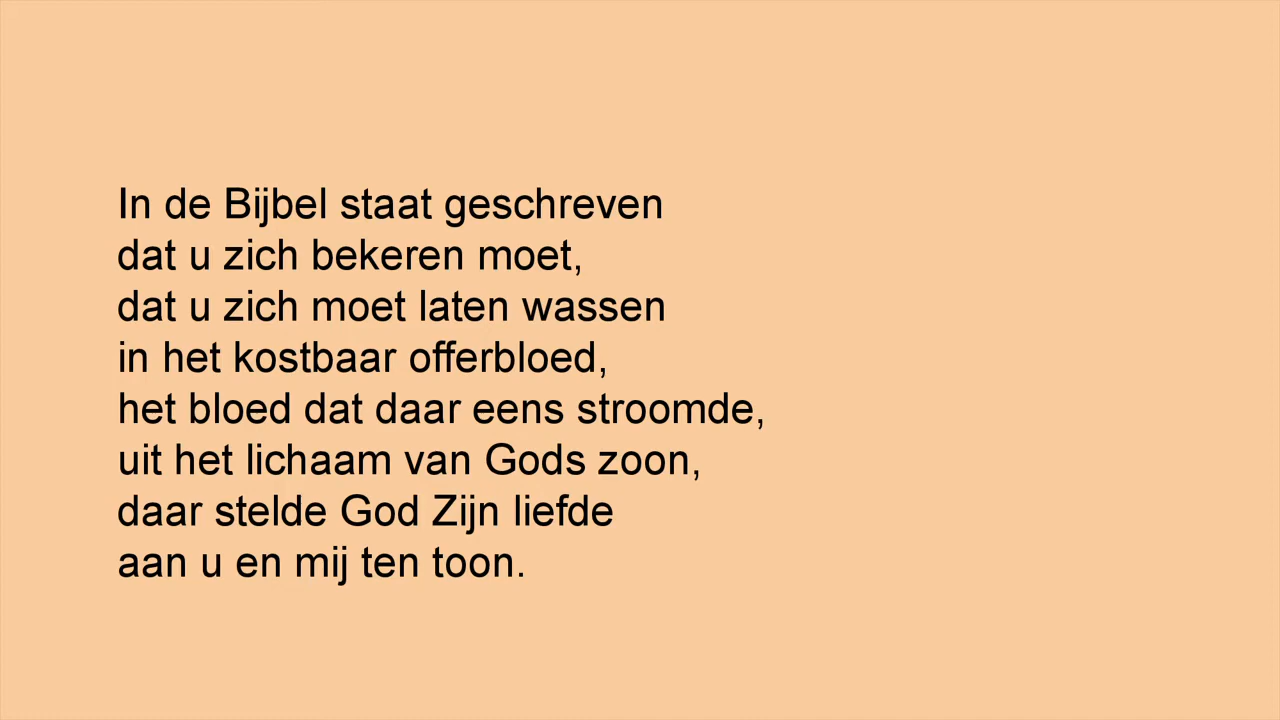 In de Bijbel staat geschreven
dat u zich bekeren moet,
dat u zich moet laten wassen
in het kostbaar offerbloed,
het bloed dat daar eens stroomde,
uit het lichaam van Gods zoon,
daar stelde God Zijn liefde
aan u en mij ten toon.